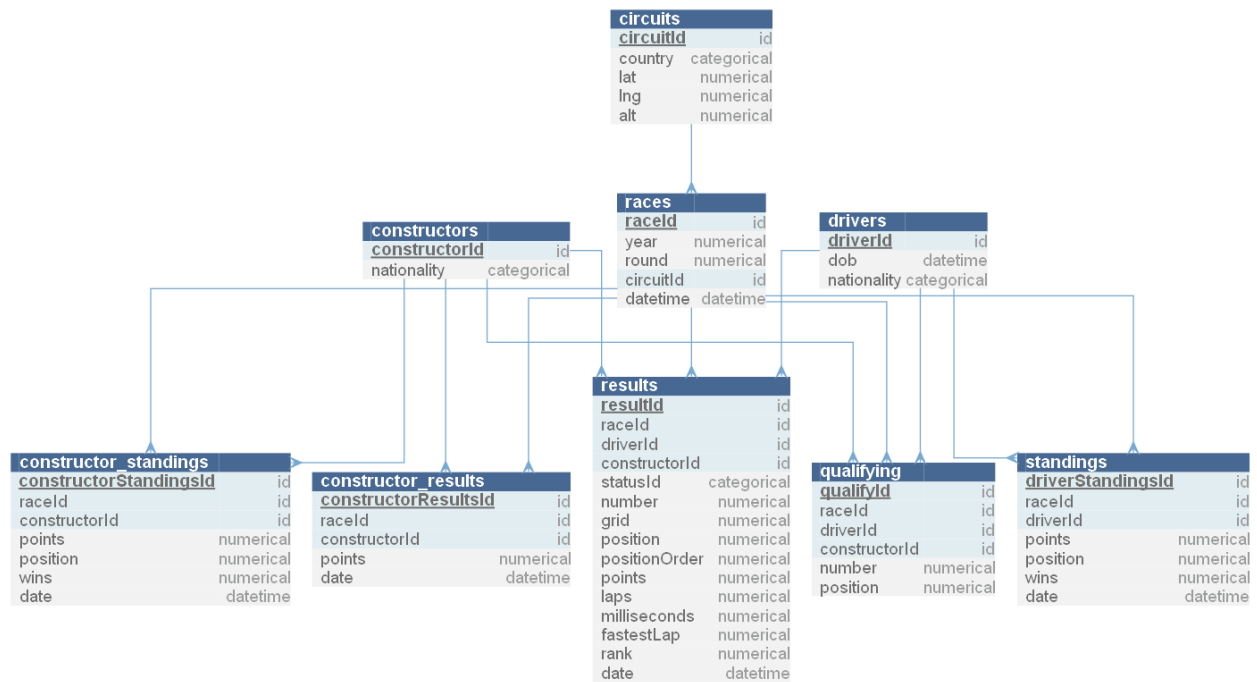 circuits
circuitId id
country categorical
lat numerical
lng numerical
alt numerical
races
raceId id
year numerical
round numerical
circuitId id
datetime datetime
constructors
constructorId id
nationality categorical
drivers
driverId id
dob datetime
nationality categorical
results
resultId id
raceId id
driverId id
constructorId id
statusId categorical
number numerical
grid numerical
position numerical
positionOrder numerical
points numerical
laps numerical
milliseconds numerical
fastestLap numerical
rank numerical
date datetime
constructor_standings
constructorStandingsId id
raceId id
constructorId id
points numerical
position numerical
wins numerical
date datetime
constructor_results
constructorResultsId id
raceId id
constructorId id
points numerical
date datetime
qualifying
qualifyId id
raceId id
driverId id
constructorId id
number numerical
position numerical
standings
driverStandingsId id
raceId id
driverId id
points numerical
position numerical
wins numerical
date datetime